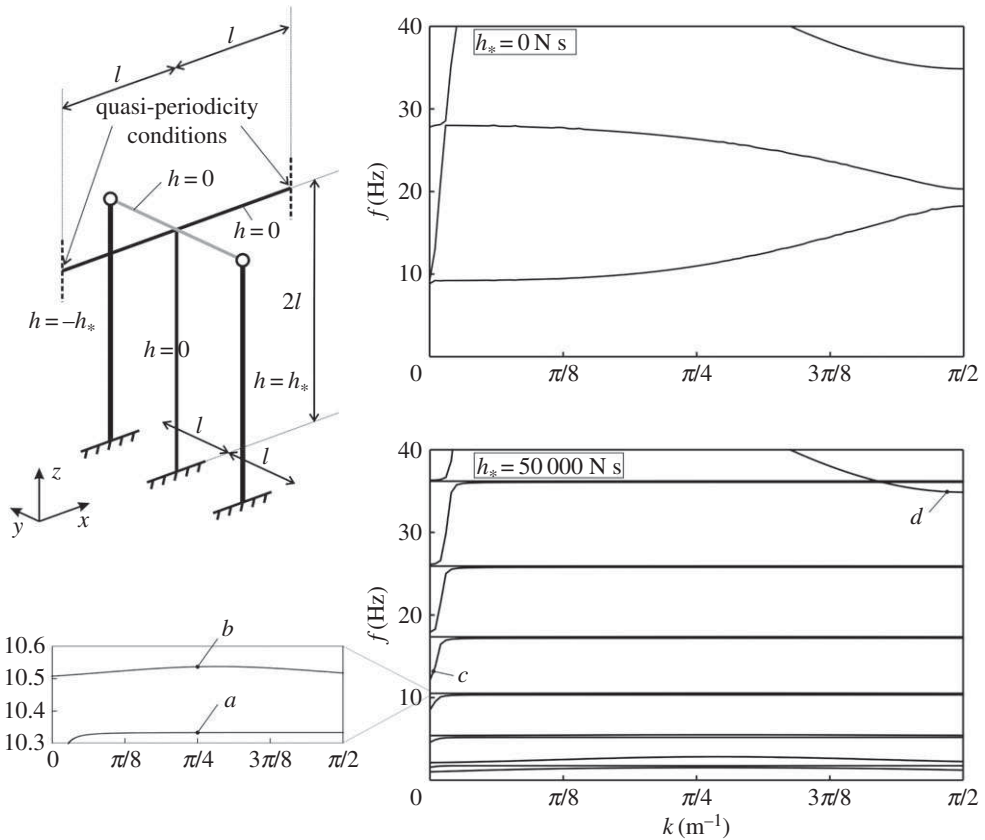 l
l
quasi-periodicity
conditions
h = 0
h = 0
2l
h = –h*
h = 0
h = h*
l
l
z
y
x
40
30
20
10
0
f (Hz)
h* = 0 N s
π/8
π/4
3π/8
π/2
40
30
20
10
0
f (Hz)
h* = 50 000 N s
d
c
π/8
π/4
3π/8
π/2
k (m⁻¹)
10.6
10.5
10.4
10.3
b
a
0
π/8
π/4
3π/8
π/2